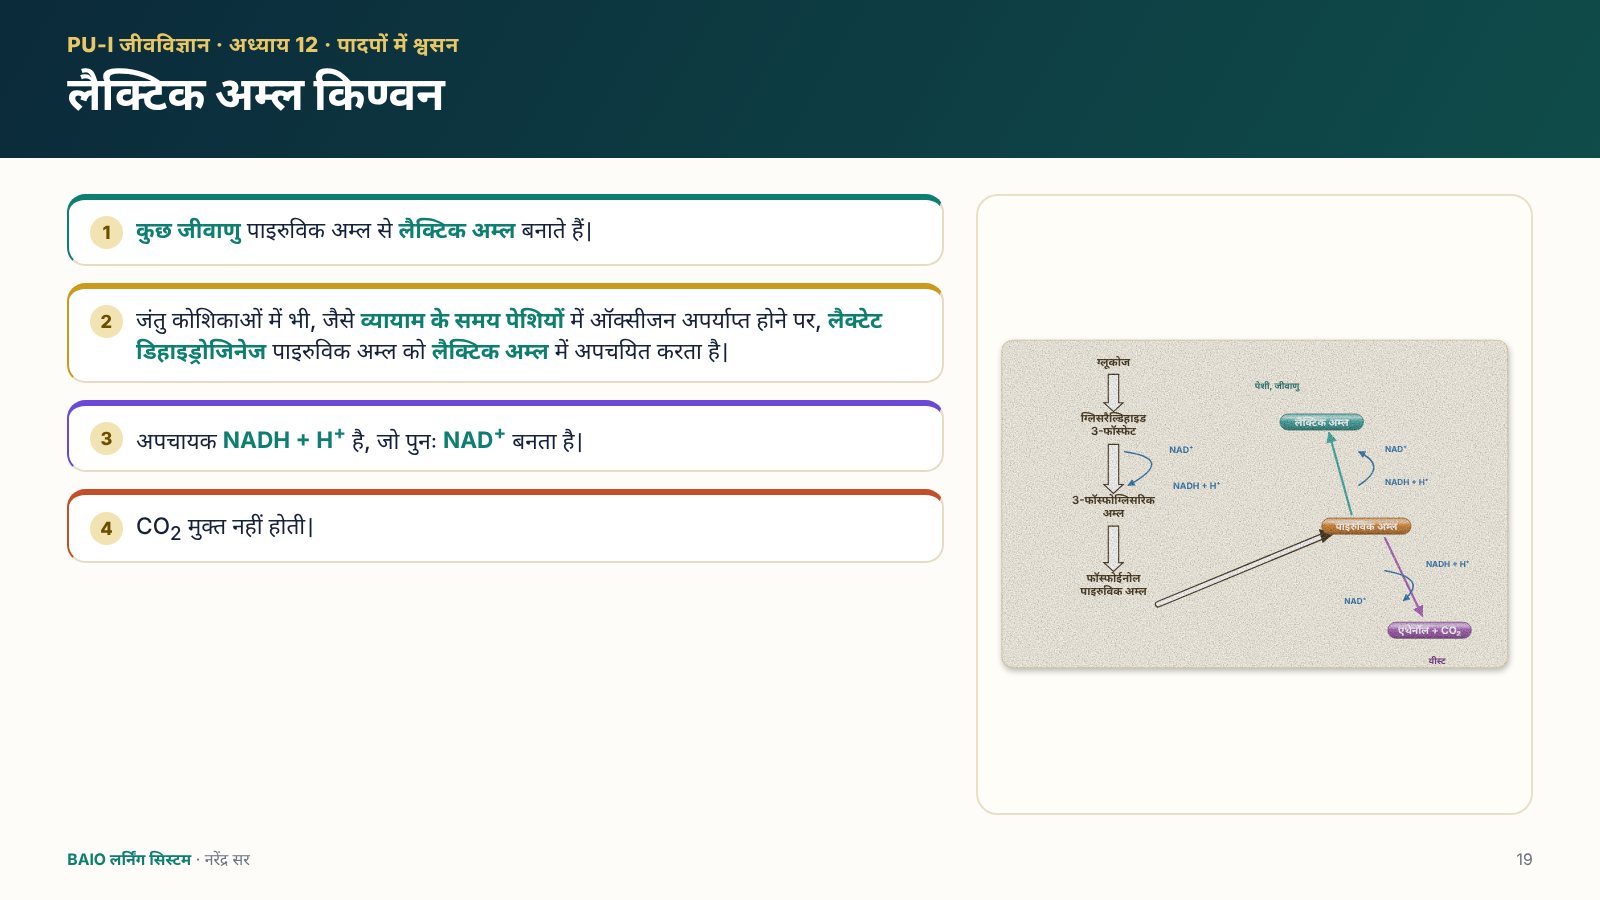 PU-I जीवविज्ञान · अध्याय 12 · पादपों में श्वसन
लैक्टिक अम्ल किण्वन
1 कुछ जीवाणु पाइरुविक अम्ल से लैक्टिक अम्ल बनाते हैं|
2 जंतु कोशिकाओं में भी, जैसे व्यायाम के समय पेशियों में ऑक्सीजन अपर्याप्त होने पर, लैक्टेट
डिहाइड्रोजिनेज पाइरुविक अम्ल को लैक्टिक अम्ल में अपचयित करता है|
3 अपचायक NADH + H⁺ है, जो पुनः NAD⁺ बनता है|
4 CO₂ मुक्त नहीं होती|
ग्लूकोज
ग्लिसरैल्डिहाइड
3-फॉस्फेट
NAD⁺
NADH + H⁺
3-फॉस्फोग्लिसरिक
अम्ल
फॉस्फोईनोल
पाइरुविक अम्ल
पेशी, जीवाणु
लैक्टिक अम्ल
NAD⁺
NADH + H⁺
पाइरुविक अम्ल
NADH + H⁺
NAD⁺
एथेनॉल + CO₂
यीस्ट
BAIO लर्निंग सिस्टम · नरेंद्र सर
19